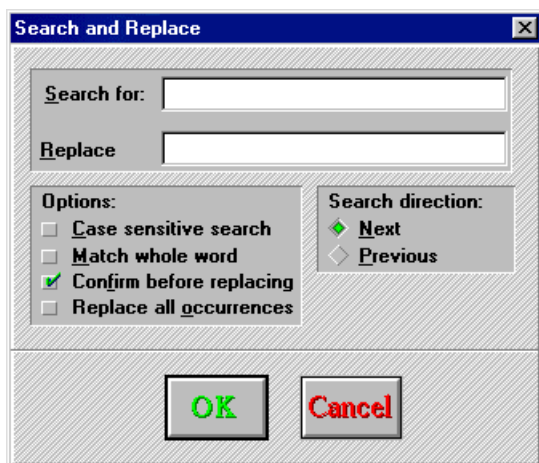 Search and Replace
Search for:
Replace
Options:
Case sensitive search
Match whole word
Confirm before replacing
Replace all occurrences
Search direction:
Next
Previous
OK
Cancel